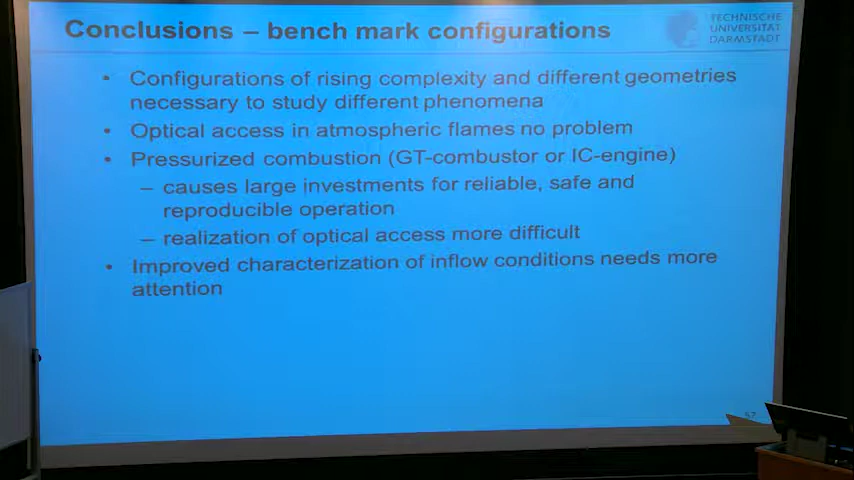 Conclusions – bench mark configurations
TECHNISCHE
UNIVERSITÄT
DARMSTADT
• Configurations of rising complexity and different geometries
necessary to study different phenomena
• Optical access in atmospheric flames no problem
• Pressurized combustion (GT-combustor or IC-engine)
– causes large investments for reliable, safe and
reproducible operation
– realization of optical access more difficult
• Improved characterization of inflow conditions needs more
attention
57